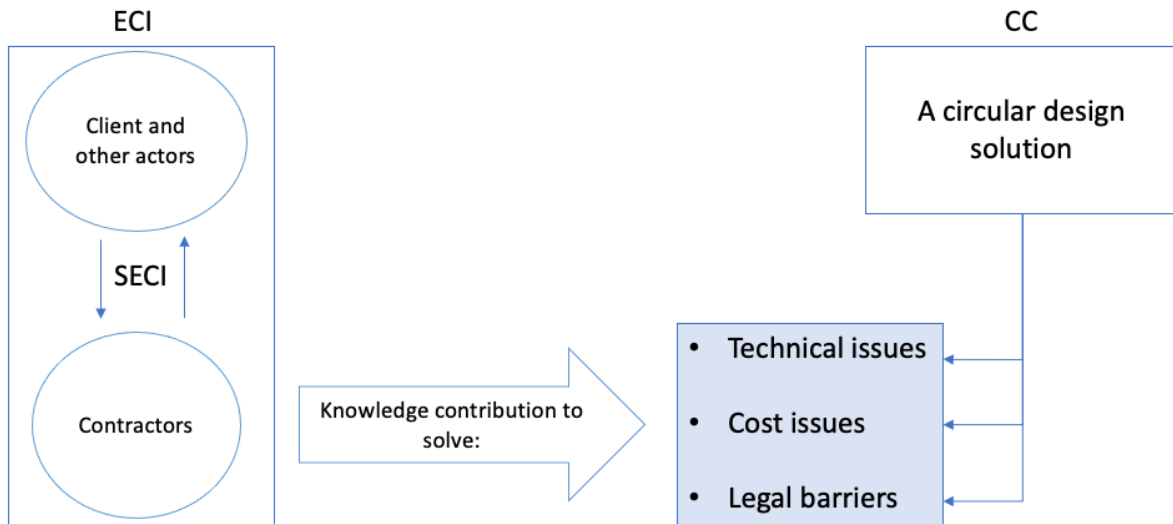 ECI
Client and
other actors
SECI
Contractors
Knowledge contribution to
solve:
CC
A circular design
solution
• Technical issues
• Cost issues
• Legal barriers